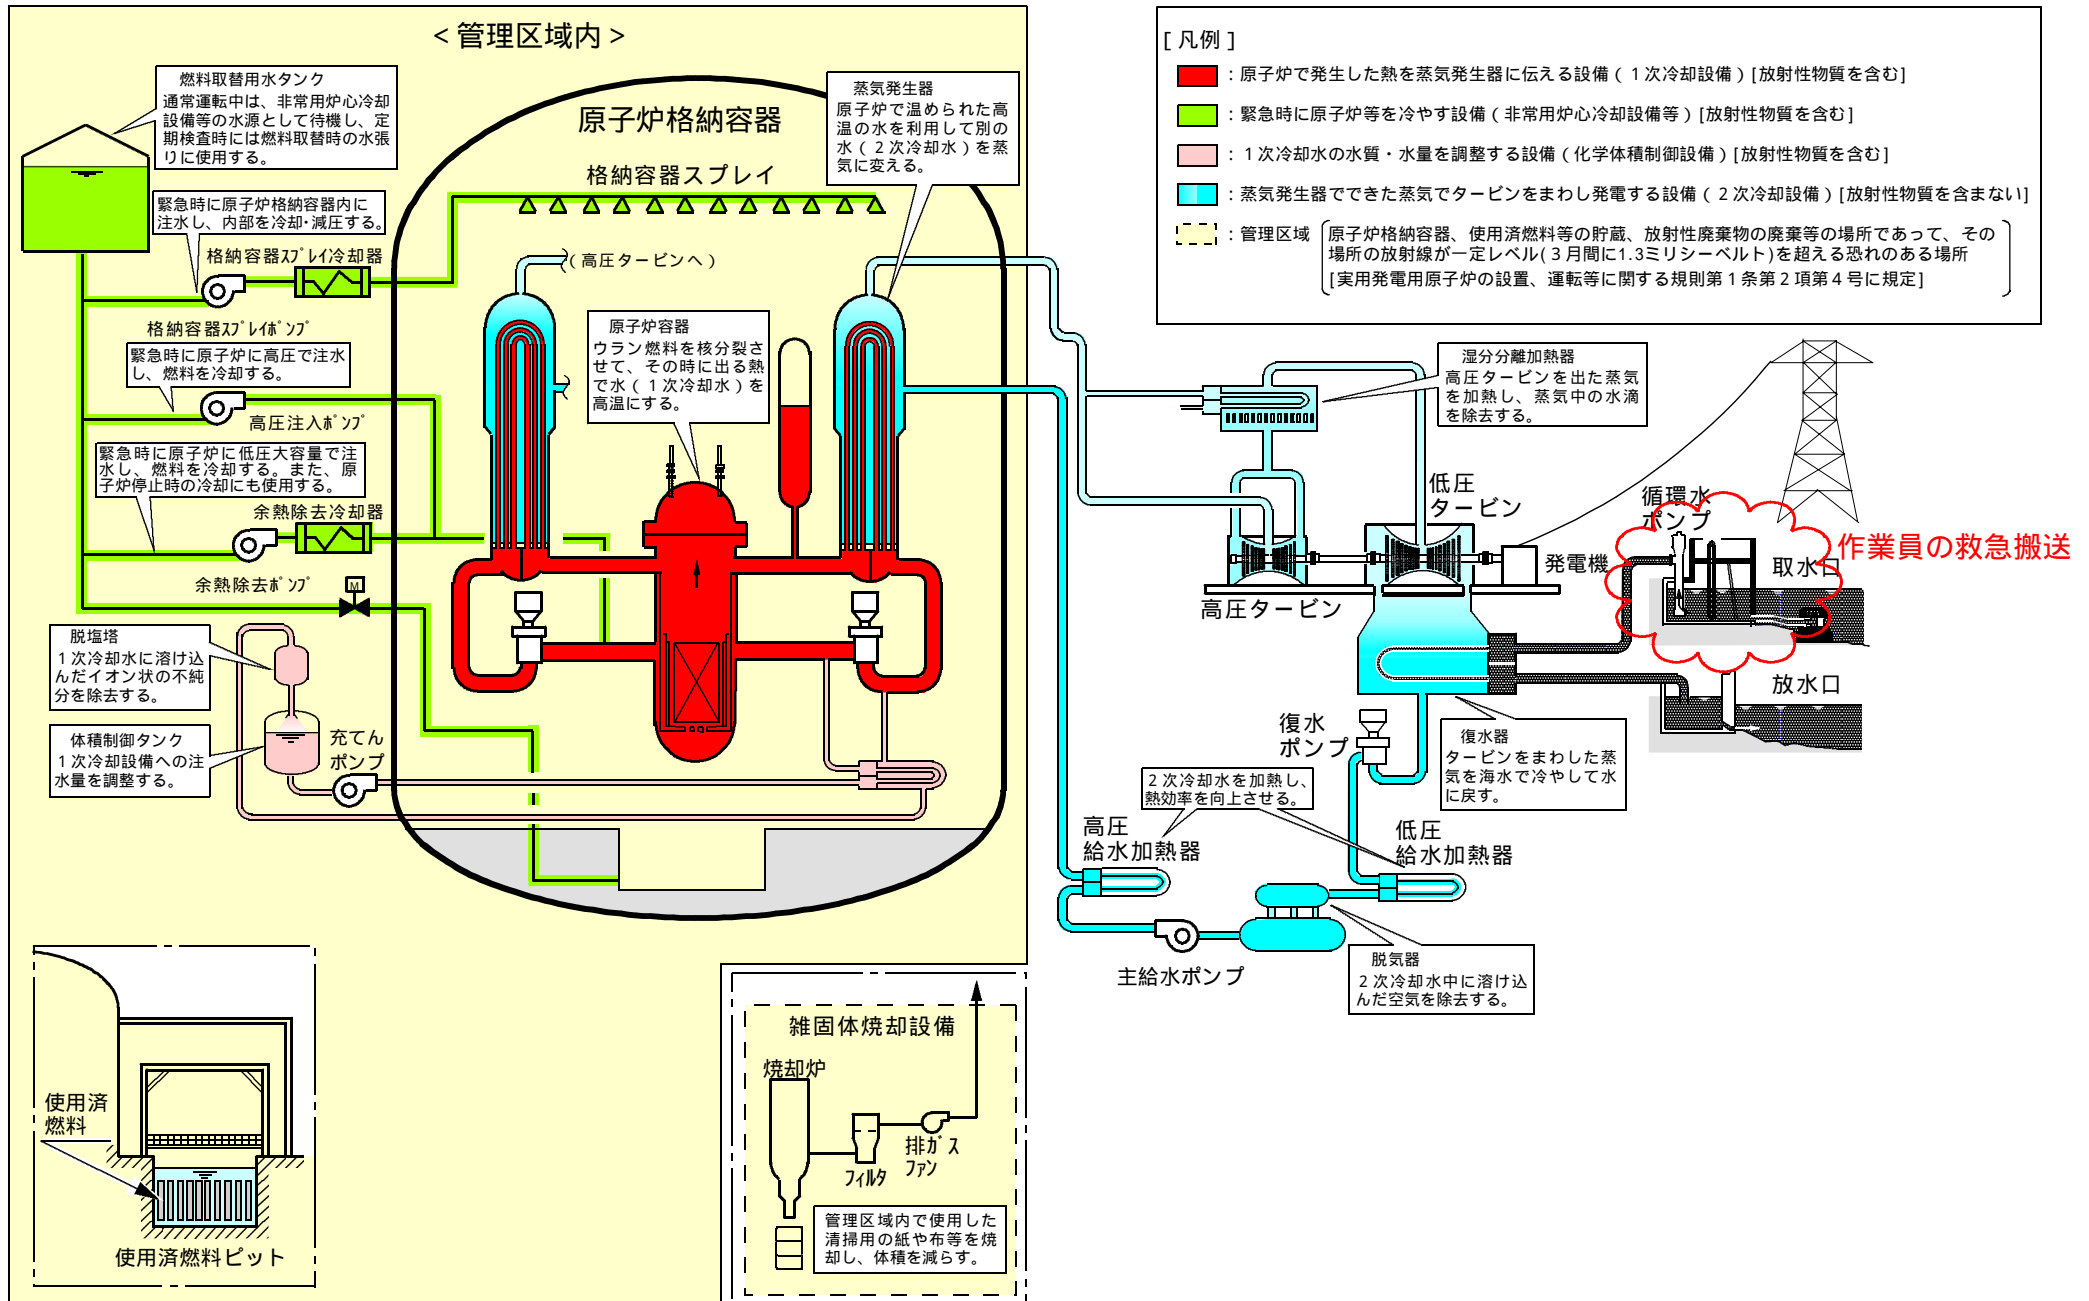 ＜管理区域内＞
燃料取替用水タンク
通常運転中は、非常用炉心冷却
設備等の水源として待機し、定
期検査時には燃料取替時の水張
りに使用する。
緊急時に原子炉格納容器内に
注水し、内部を冷却･減圧する。
格納容器ｽﾌﾟﾚｲ冷却器
格納容器ｽﾌﾟﾚｲﾎﾟﾝﾌﾟ
緊急時に原子炉に高圧で注水
し、燃料を冷却する。
高圧注入ﾎﾟﾝﾌﾟ
緊急時に原子炉に低圧大容量で注
水し、燃料を冷却する。また、原
子炉停止時の冷却にも使用する。
余熱除去冷却器
余熱除去ﾎﾟﾝﾌﾟ
M
脱塩塔
１次冷却水に溶け込
んだイオン状の不純
分を除去する。
体積制御タンク
１次冷却設備への注
水量を調整する。
充てん
ポンプ
原子炉格納容器
格納容器スプレイ
（高圧タービンへ）
蒸気発生器
原子炉で温められた高
温の水を利用して別の
水（２次冷却水）を蒸
気に変える。
原子炉容器
ウラン燃料を核分裂さ
せて、その時に出る熱
で水（１次冷却水）を
高温にする。
[ 凡例 ]
：原子炉で発生した熱を蒸気発生器に伝える設備（１次冷却設備）[放射性物質を含む]
：緊急時に原子炉等を冷やす設備（非常用炉心冷却設備等）[放射性物質を含む]
：１次冷却水の水質・水量を調整する設備（化学体積制御設備）[放射性物質を含む]
：蒸気発生器でできた蒸気でタービンをまわし発電する設備（２次冷却設備）[放射性物質を含まない]
：管理区域
原子炉格納容器、使用済燃料等の貯蔵、放射性廃棄物の廃棄等の場所であって、その
場所の放射線が一定レベル(３月間に1.3ミリシーベルト)を超える恐れのある場所
[実用発電用原子炉の設置、運転等に関する規則第１条第２項第４号に規定]
湿分分離加熱器
高圧タービンを出た蒸気
を加熱し、蒸気中の水滴
を除去する。
低圧
タービン
高圧タービン
発電機
循環水
ポンプ
作業員の救急搬送
取水口
放水口
復水器
タービンをまわした蒸
気を海水で冷やして水
に戻す。
復水
ポンプ
２次冷却水を加熱し、
熱効率を向上させる。
高圧
給水加熱器
低圧
給水加熱器
主給水ポンプ
脱気器
２次冷却水中に溶け込
んだ空気を除去する。
使用済
燃料
使用済燃料ピット
雑固体焼却設備
焼却炉
フィルタ
排ｶﾞｽ
ファン
管理区域内で使用した
清掃用の紙や布等を焼
却し、体積を減らす。